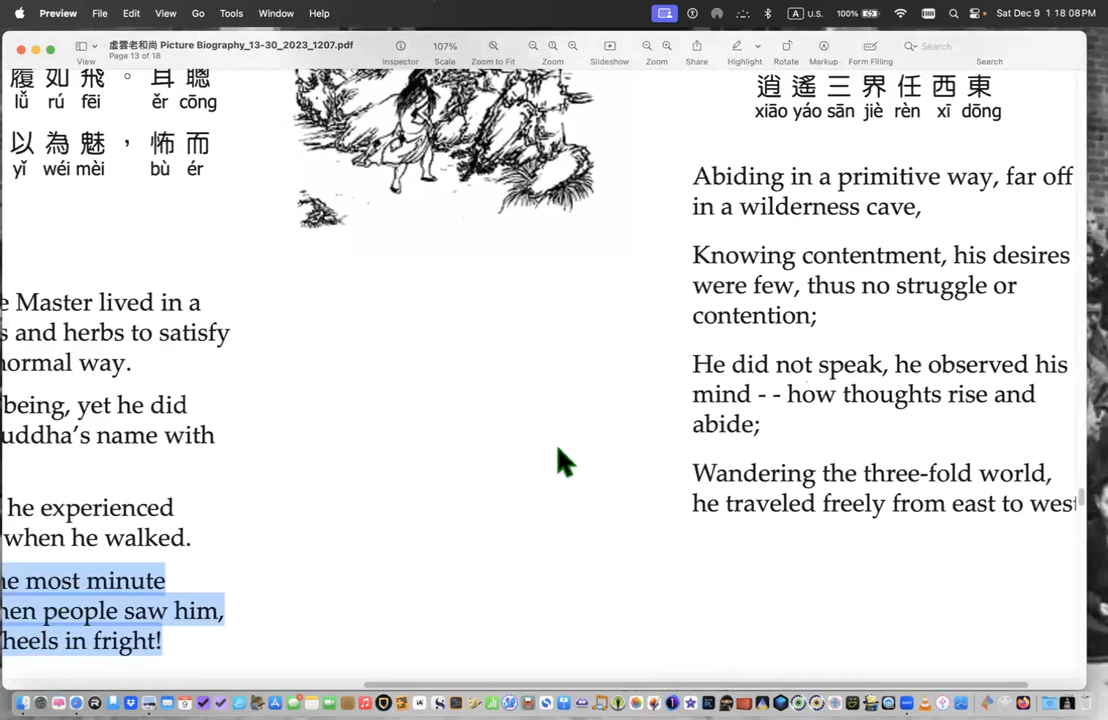 Preview File Edit View Go Tools Window Help
A U.S. 100% Sat Dec 9 1 18 08 PM
虛雲老和尚 Picture Biography_13-30_2023_1207.pdf
Page 13 of 18
107%
Search
View Inspector Scale Zoom to Fit Zoom Slideshow Zoom Share Highlight Rotate Markup Form Filling Search
履 如 飛 。 耳 聰
lǚ rú fēi ěr cōng
以 為 魅 ， 怖 而
yǐ wéi mèi bù ér
e Master lived in a
s and herbs to satisfy
normal way.
being, yet he did
uddha's name with
he experienced
when he walked.
he most minute
hen people saw him,
heels in fright!
逍 遙 三 界 任 西 東
xiāo yáo sān jiè rèn xī dōng
Abiding in a primitive way, far off
in a wilderness cave,
Knowing contentment, his desires
were few, thus no struggle or
contention;
He did not speak, he observed his
mind - - how thoughts rise and
abide;
Wandering the three-fold world,
he traveled freely from east to west